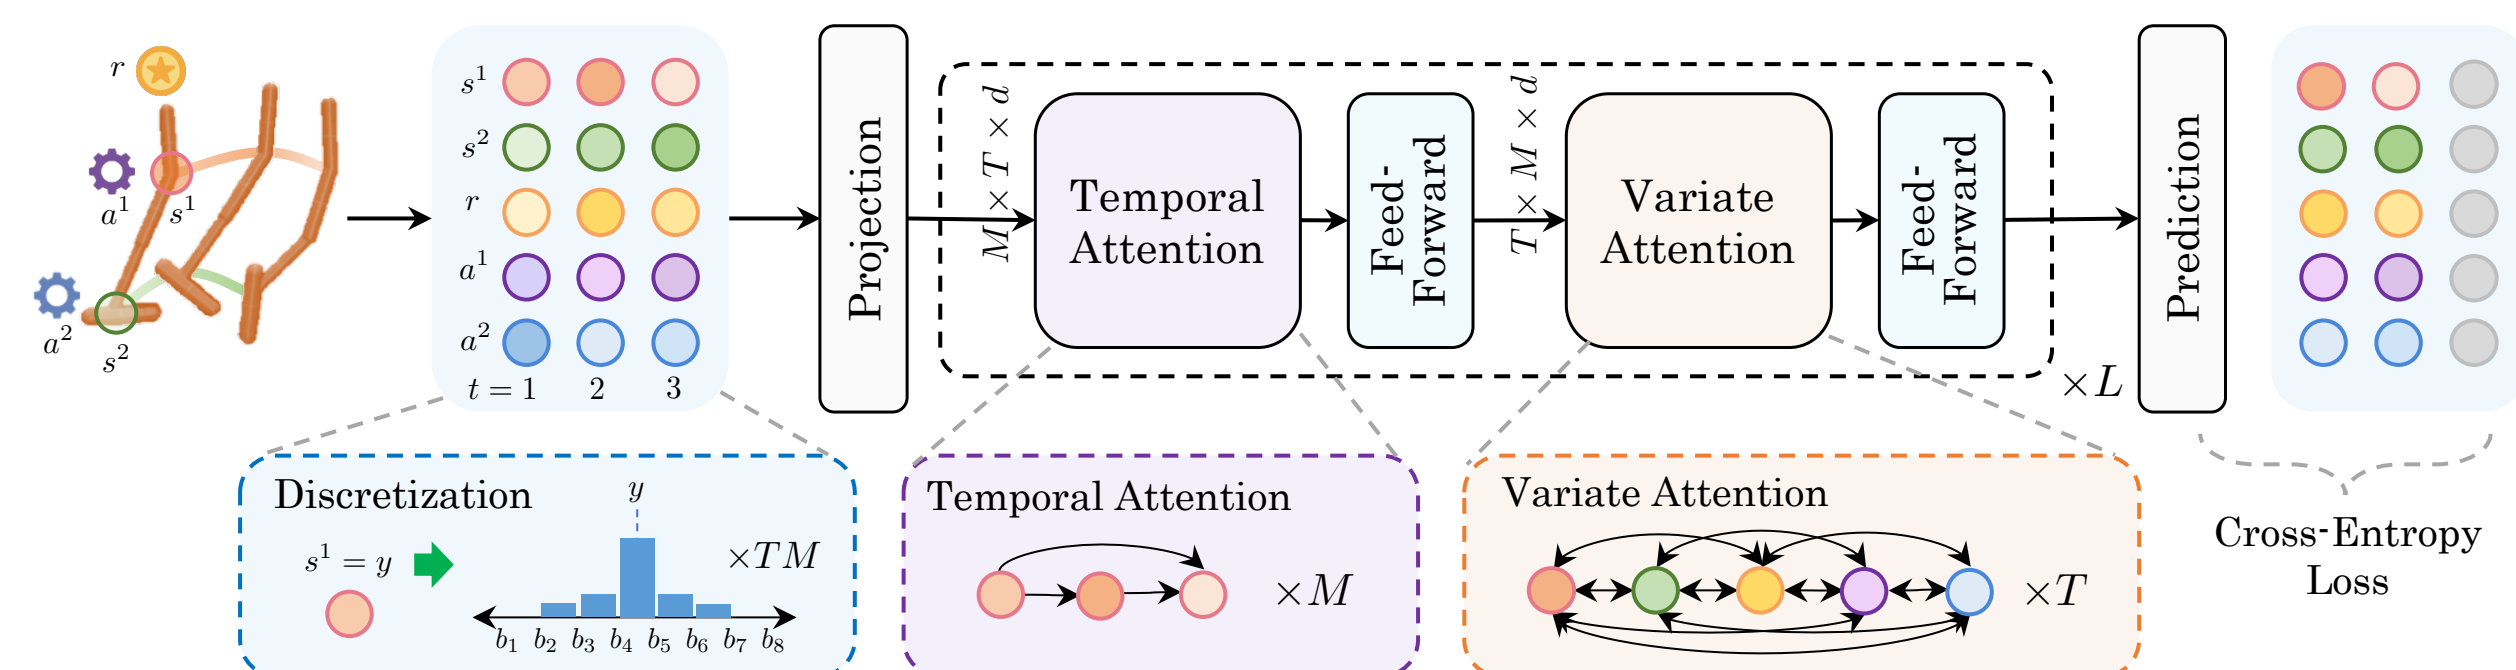 r
a¹
s¹
a²
s²
s¹
s²
r
a¹
a²
t = 1 2 3
Projection
M × T × d
Temporal
Attention
Feed-
Forward
T × M × d
Variate
Attention
Feed-
Forward
×L
Prediction
Discretization
s¹ = y
y
×TM
b₁ b₂ b₃ b₄ b₅ b₆ b₇ b₈
Temporal Attention
×M
Variate Attention
×T
Cross-Entropy
Loss